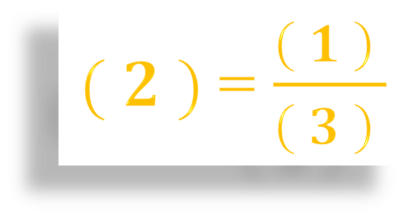 ( 2 ) = ( 1 ) / ( 3 )